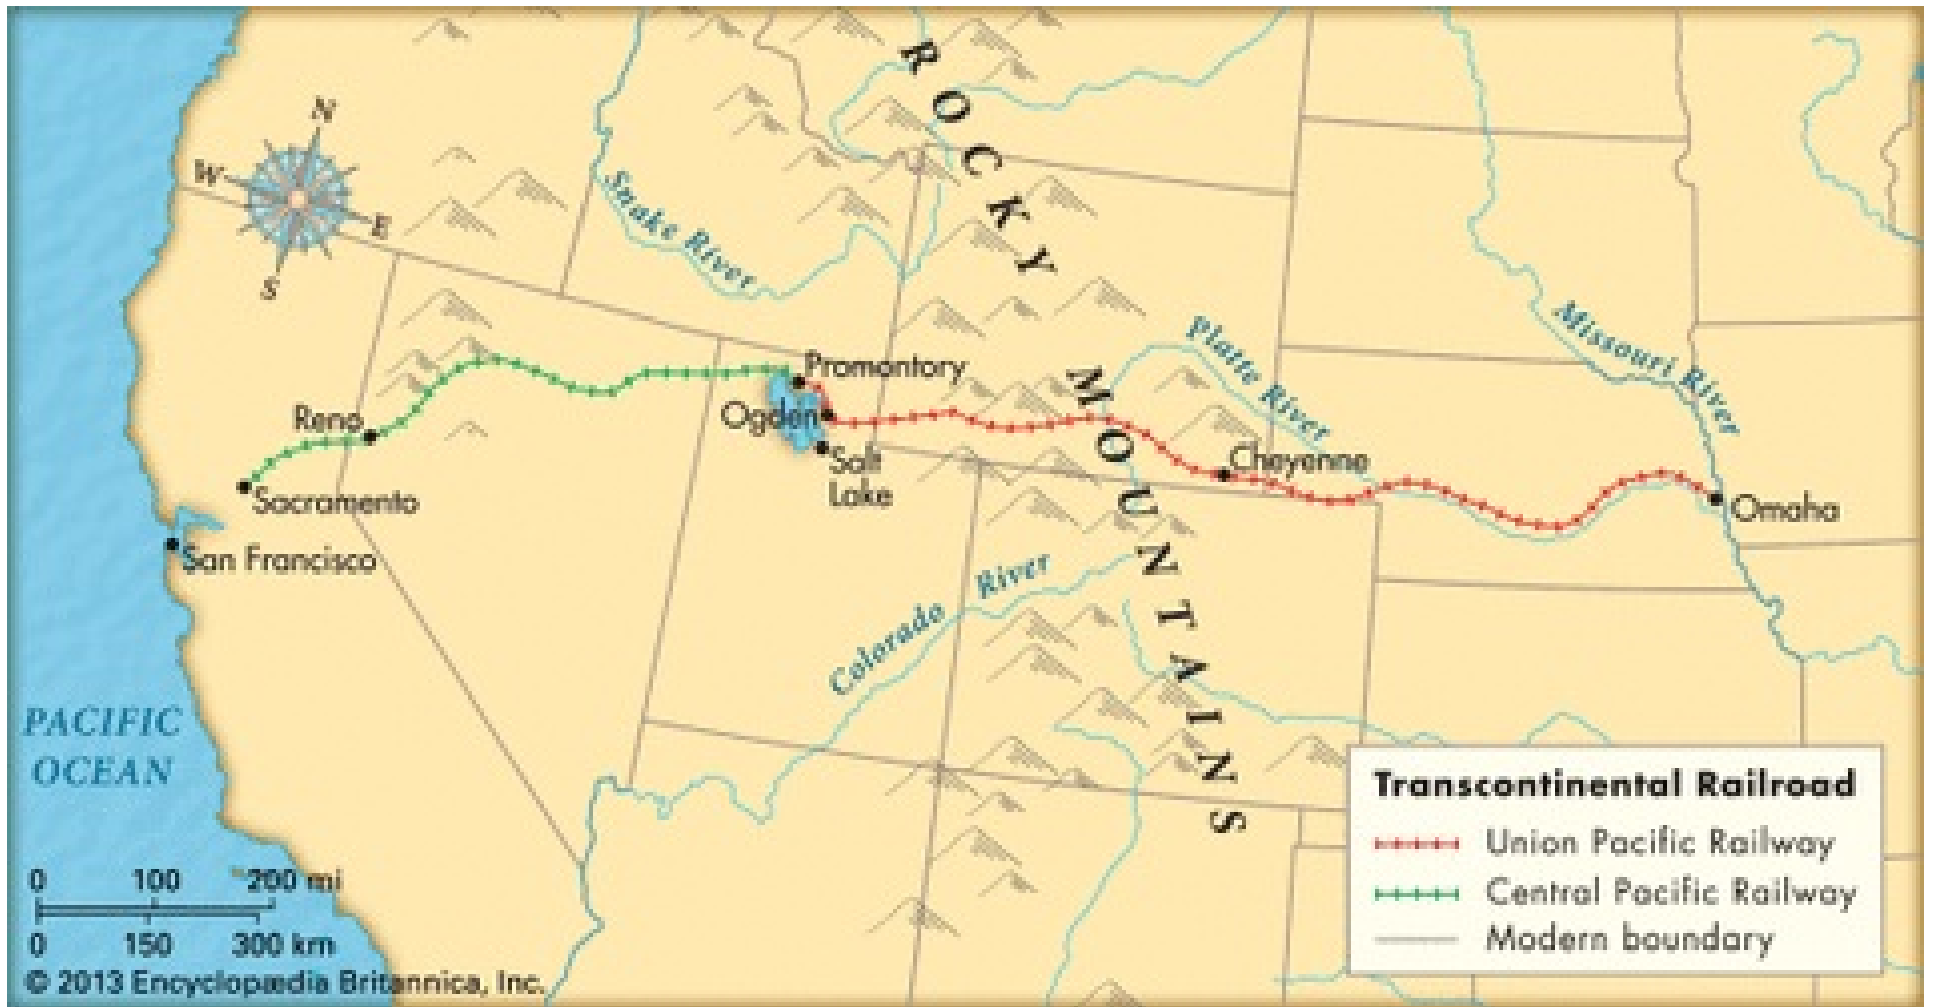 N
W
E
S
ROCKY
MOUNTAINS
Snake River
Platte River
Missouri River
Promontory
Reno
Ogden
Salt
Lake
Cheyenne
Sacramento
Omaha
San Francisco
Colorado River
PACIFIC
OCEAN
0 100 200 mi
0 150 300 km
© 2013 Encyclopædia Britannica, Inc.
Transcontinental Railroad
Union Pacific Railway
Central Pacific Railway
Modern boundary